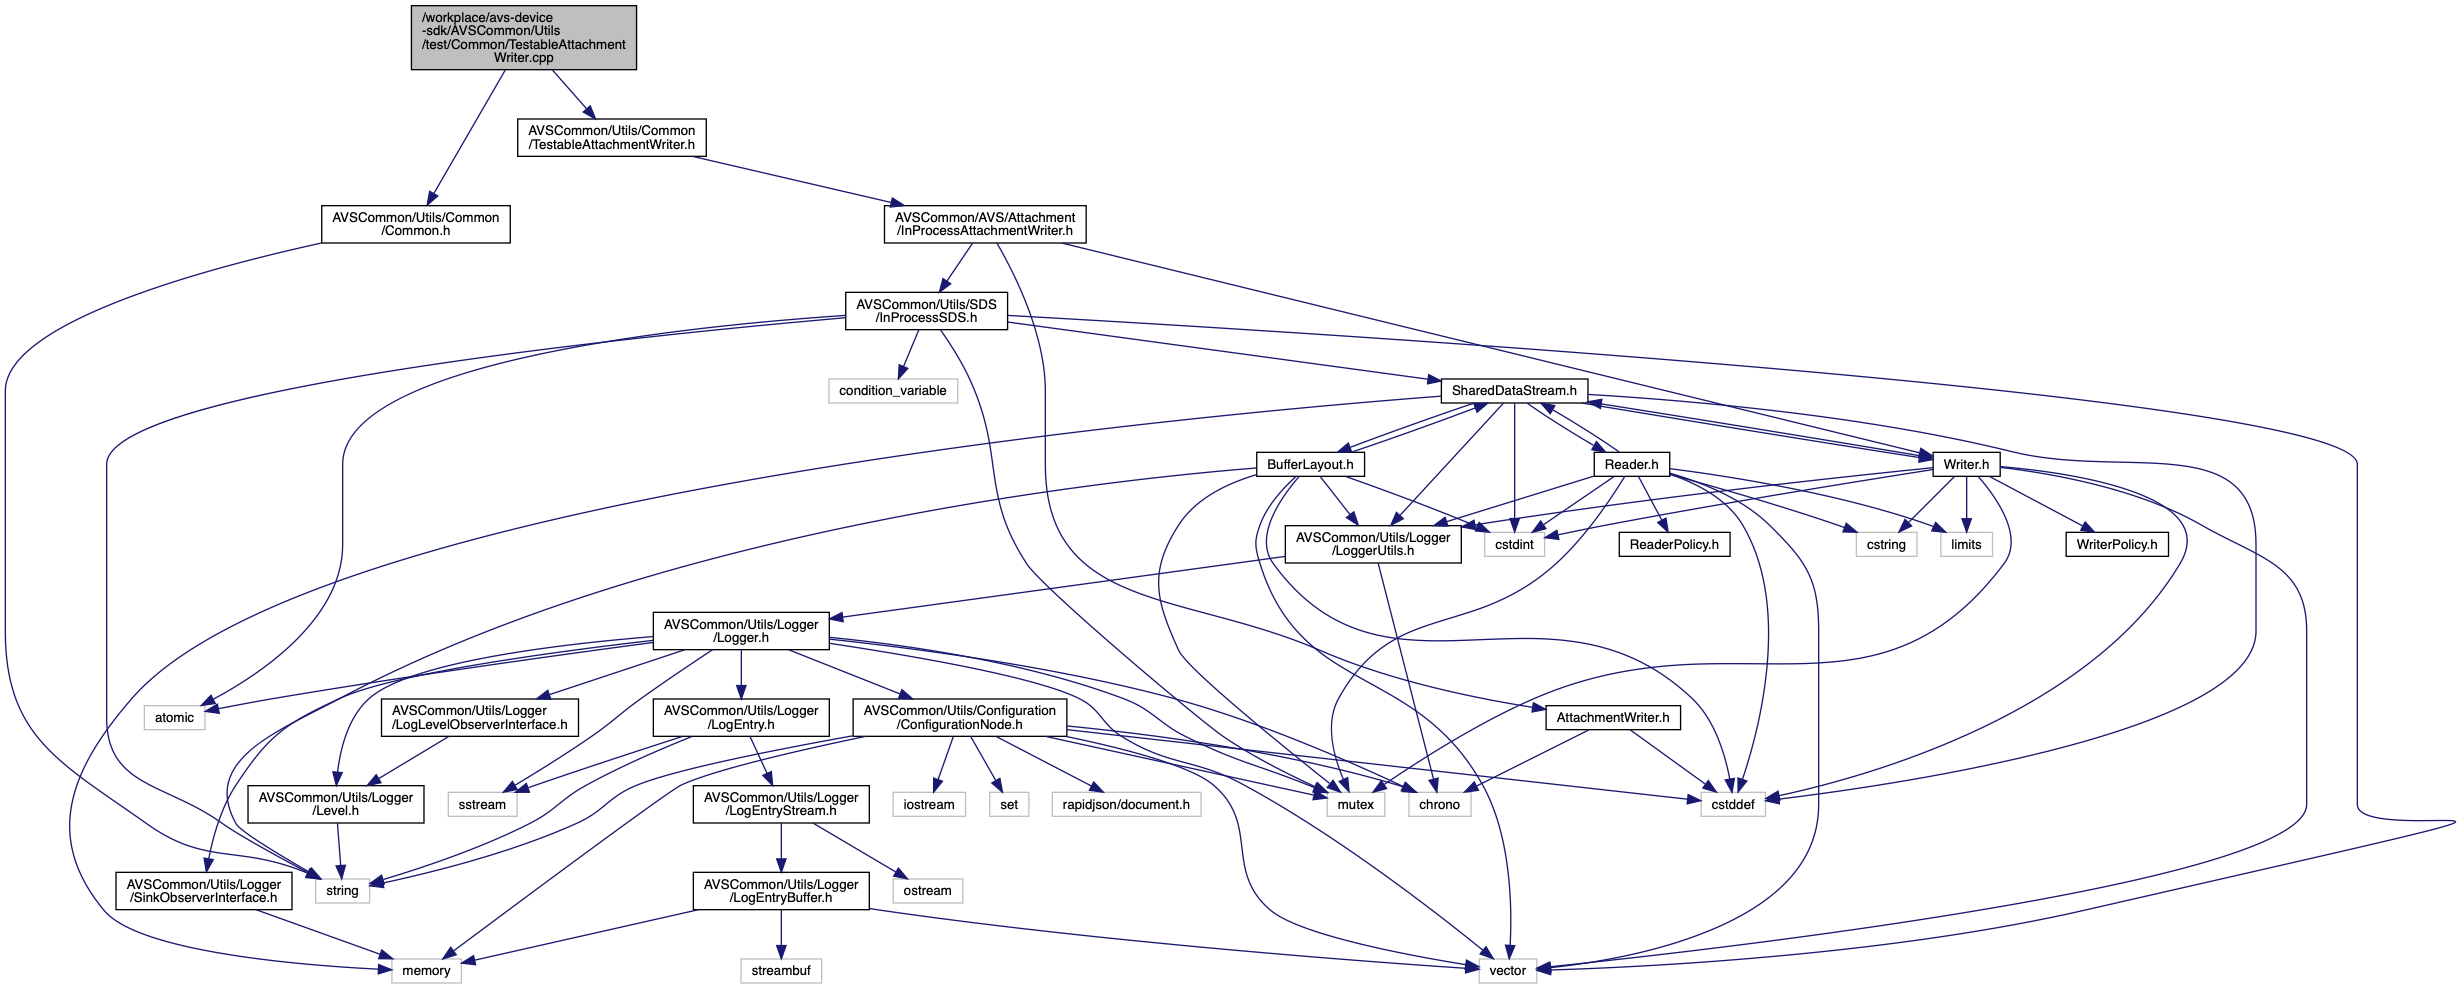 /workplace/avs-device
-sdk/AVSCommon/Utils
/test/Common/TestableAttachment
Writer.cpp
AVSCommon/Utils/Common
/TestableAttachmentWriter.h
AVSCommon/Utils/Common
/Common.h
AVSCommon/AVS/Attachment
/InProcessAttachmentWriter.h
AVSCommon/Utils/SDS
/InProcessSDS.h
condition_variable
SharedDataStream.h
BufferLayout.h
Reader.h
Writer.h
AVSCommon/Utils/Logger
/LoggerUtils.h
cstdint
ReaderPolicy.h
cstring
limits
WriterPolicy.h
AVSCommon/Utils/Logger
/Logger.h
atomic
AVSCommon/Utils/Logger
/LogLevelObserverInterface.h
AVSCommon/Utils/Logger
/LogEntry.h
AVSCommon/Utils/Configuration
/ConfigurationNode.h
AttachmentWriter.h
AVSCommon/Utils/Logger
/Level.h
sstream
AVSCommon/Utils/Logger
/LogEntryStream.h
iostream
set
rapidjson/document.h
mutex
chrono
cstddef
AVSCommon/Utils/Logger
/SinkObserverInterface.h
string
AVSCommon/Utils/Logger
/LogEntryBuffer.h
ostream
memory
streambuf
vector